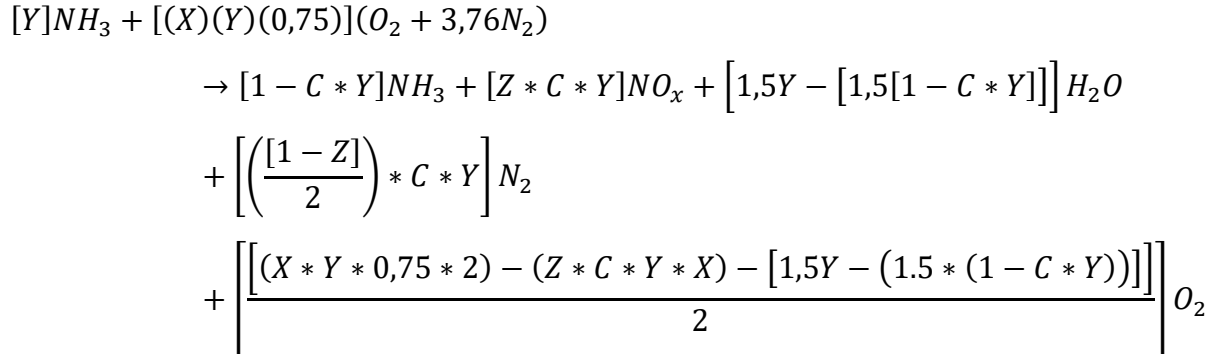 [Y]NH₃ + [(X)(Y)(0,75)](O₂ + 3,76N₂)
→ [1 − C ∗ Y]NH₃ + [Z ∗ C ∗ Y]NOₓ + [1,5Y − [1,5[1 − C ∗ Y]]] H₂O
+ [([1 − Z]/2) ∗ C ∗ Y] N₂
+ [[(X ∗ Y ∗ 0,75 ∗ 2) − (Z ∗ C ∗ Y ∗ X) − [1,5Y − (1.5 ∗ (1 − C ∗ Y))]]]/2] O₂